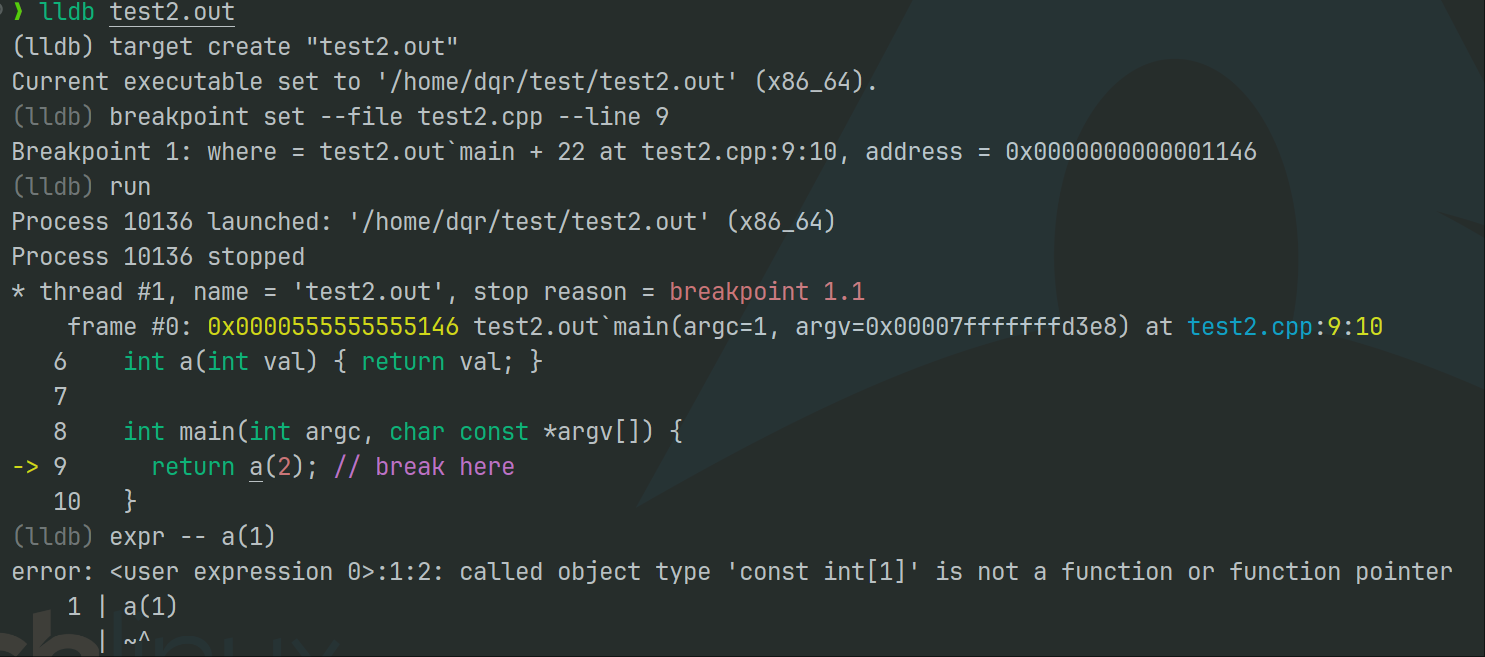 ❯ lldb test2.out
(lldb) target create "test2.out"
Current executable set to '/home/dqr/test/test2.out' (x86_64).
(lldb) breakpoint set --file test2.cpp --line 9
Breakpoint 1: where = test2.out`main + 22 at test2.cpp:9:10, address = 0x0000000000001146
(lldb) run
Process 10136 launched: '/home/dqr/test/test2.out' (x86_64)
Process 10136 stopped
* thread #1, name = 'test2.out', stop reason = breakpoint 1.1
    frame #0: 0x0000555555555146 test2.out`main(argc=1, argv=0x00007fffffffd3e8) at test2.cpp:9:10
   6    int a(int val) { return val; }
   7
   8    int main(int argc, char const *argv[]) {
-> 9      return a(2); // break here
   10   }
(lldb) expr -- a(1)
error: <user expression 0>:1:2: called object type 'const int[1]' is not a function or function pointer
    1 | a(1)
      | ~^